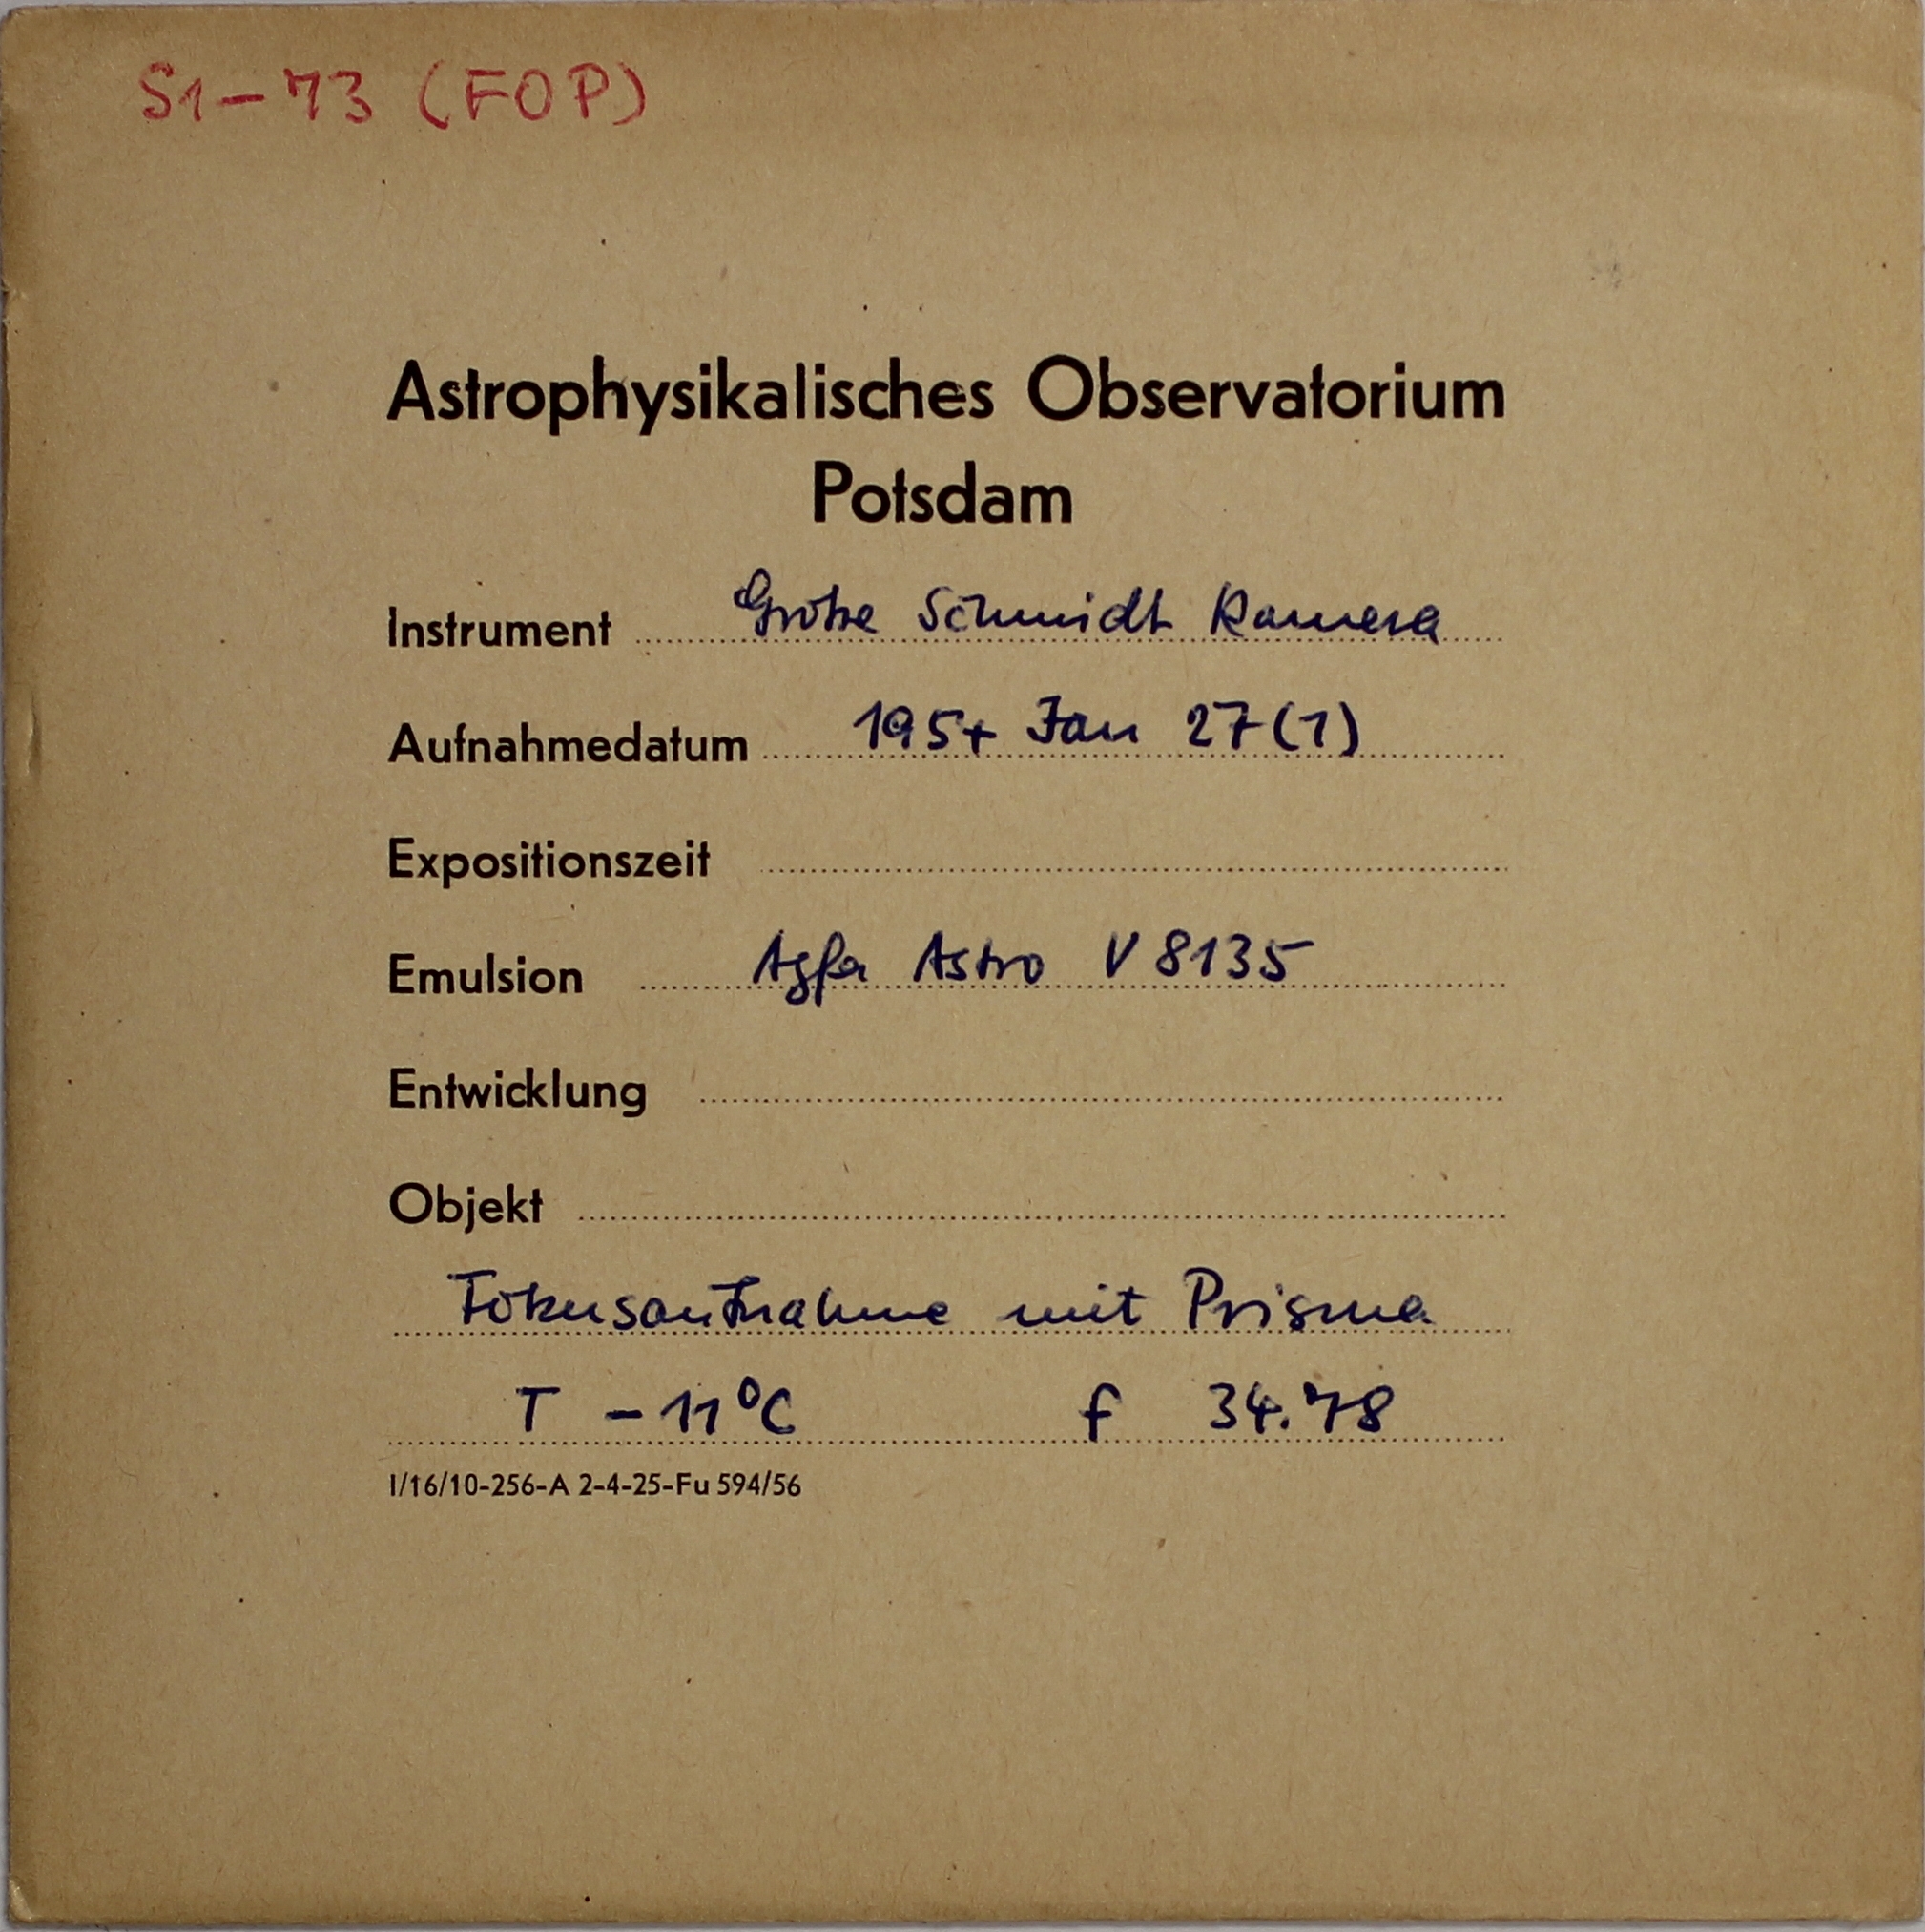 S1-73 (FOP)
Astrophysikalisches Observatorium
Potsdam
Instrument Große Schmidt Kamera
Aufnahmedatum 1954 Jan 27(1)
Expositionszeit
Emulsion Agfa Astro V 8135
Entwicklung
Objekt
Fokusaufnahme mit Prisma
T -11°C f 34.78
I/16/10-256-A 2-4-25-Fu 594/56